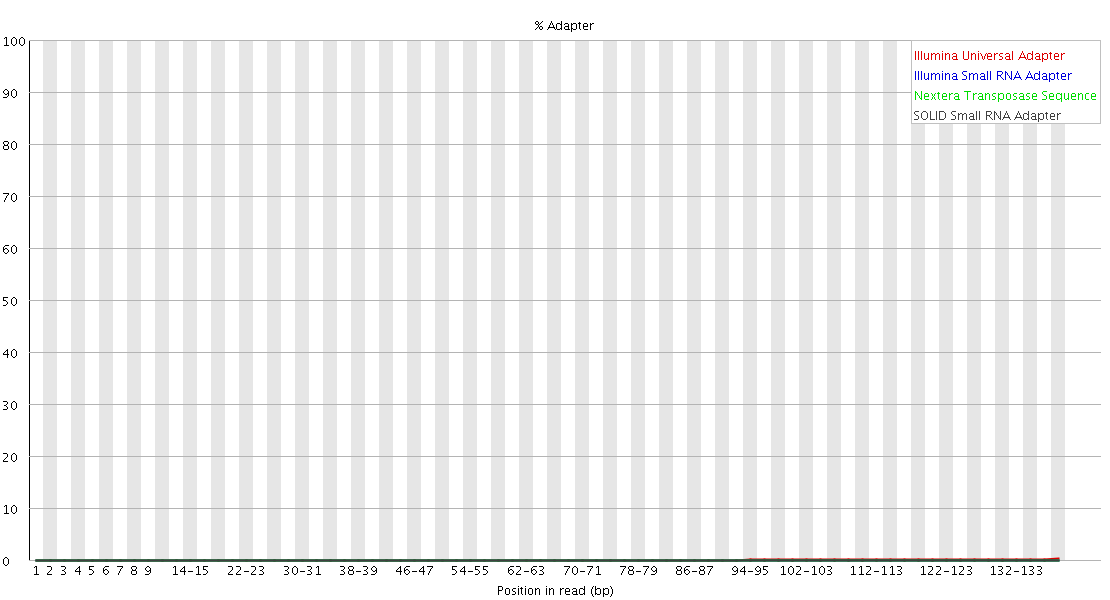 % Adapter
100
90
80
70
60
50
40
30
20
10
0
Illumina Universal Adapter
Illumina Small RNA Adapter
Nextera Transposase Sequence
SOLID Small RNA Adapter
1 2 3 4 5 6 7 8 9 14-15 22-23 30-31 38-39 46-47 54-55 62-63 70-71 78-79 86-87 94-95 102-103 112-113 122-123 132-133
Position in read (bp)